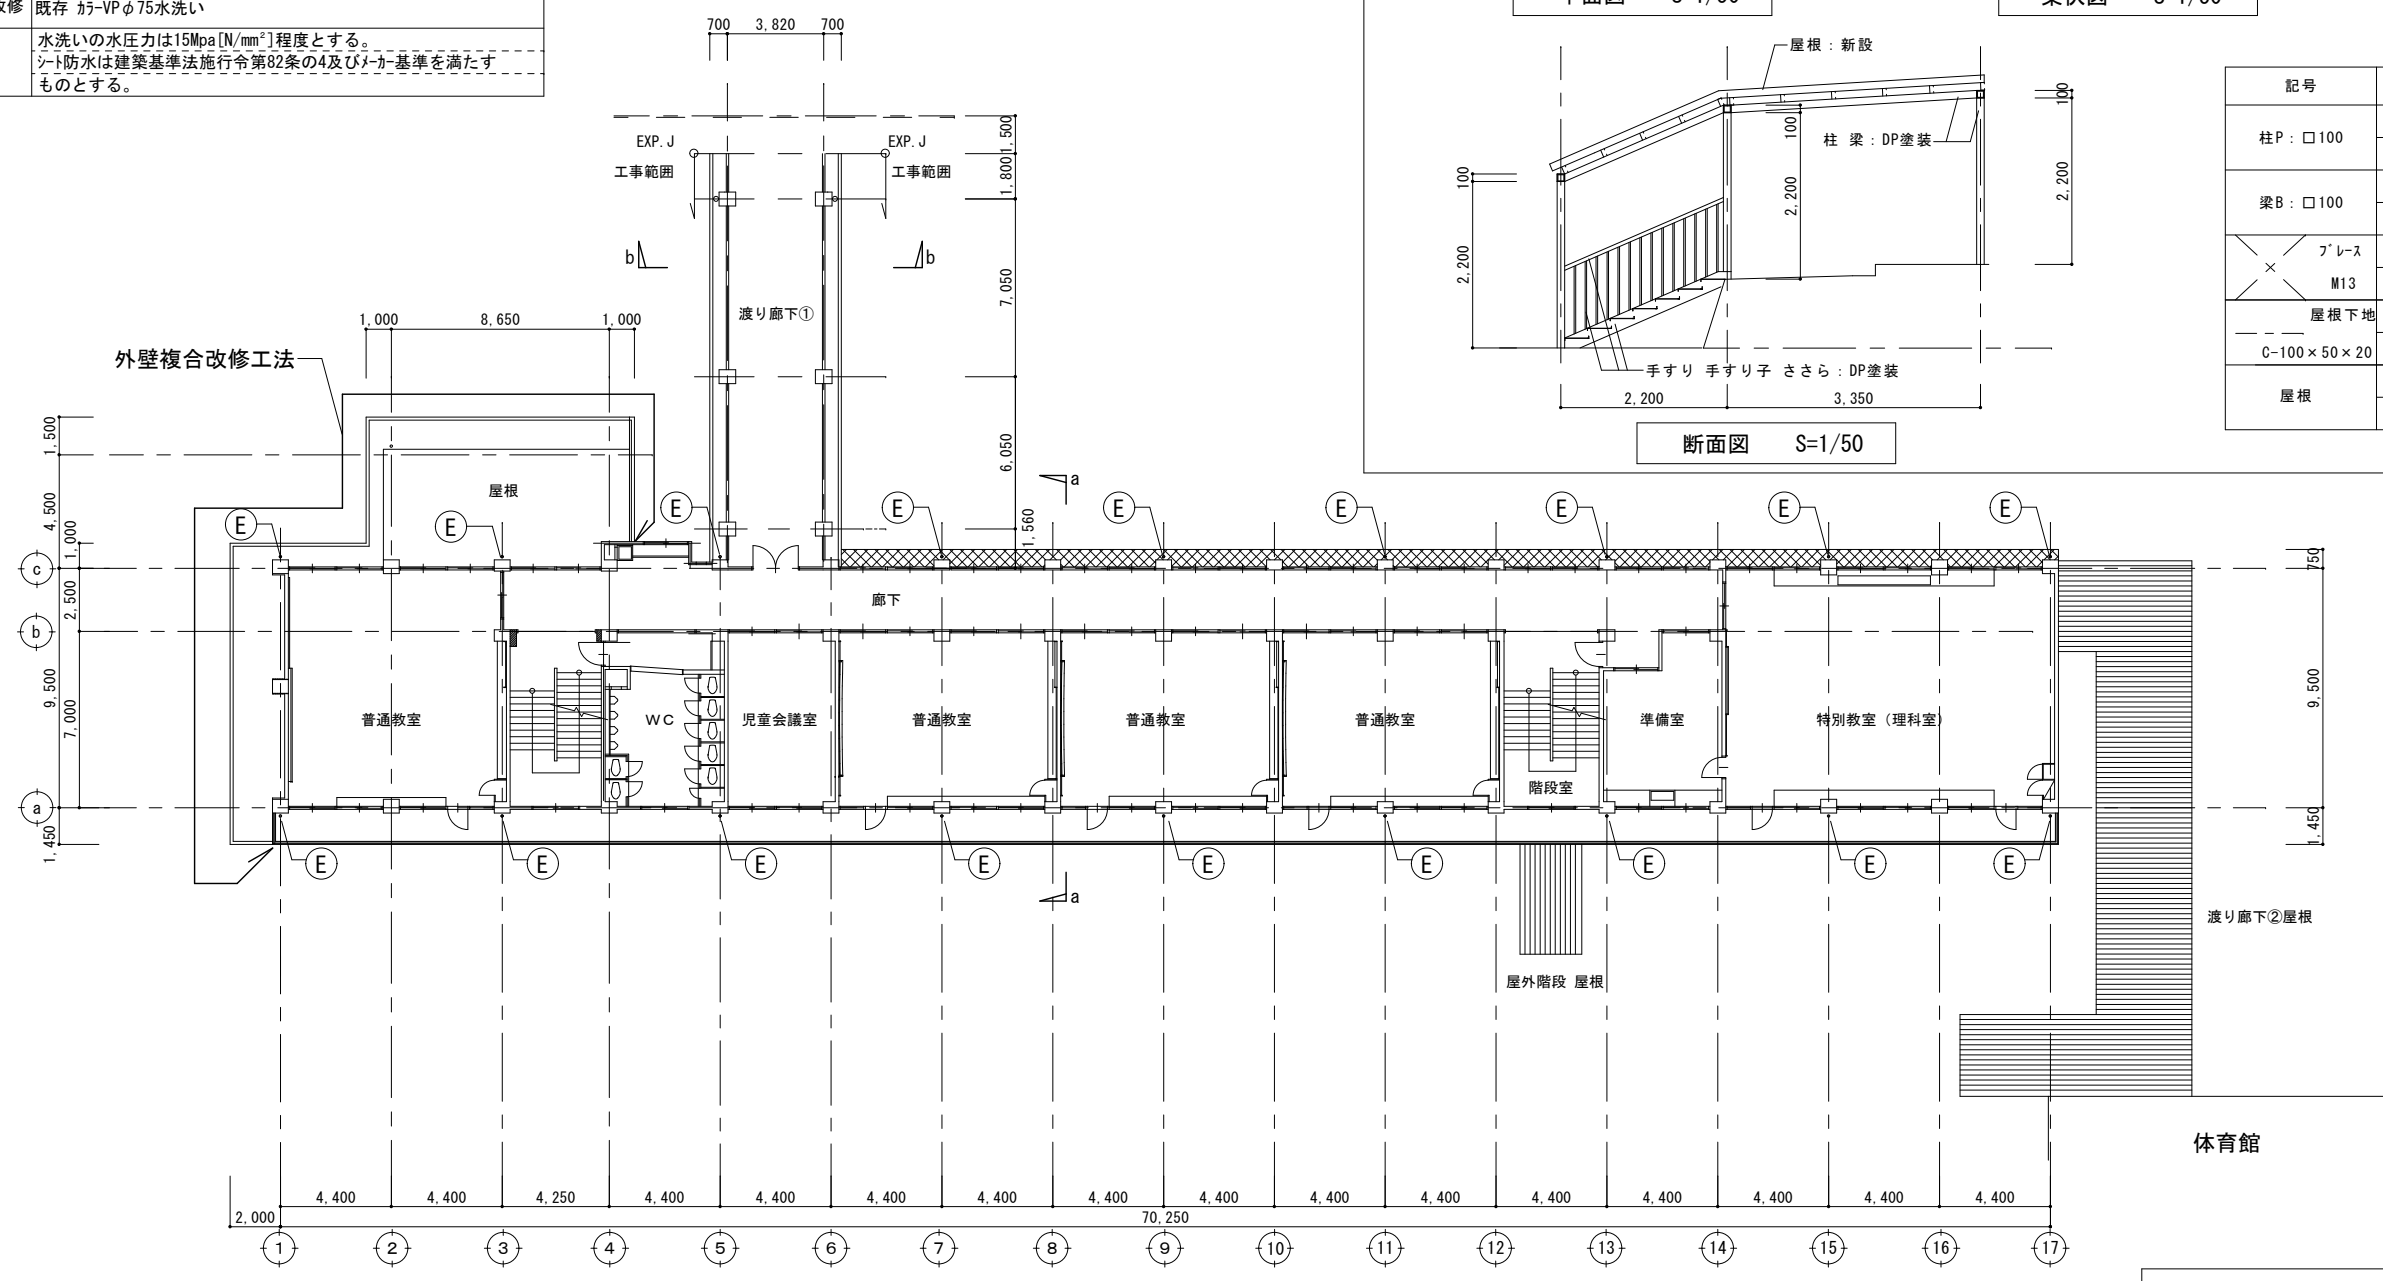 改修
既存 ｶﾗｰVPφ75水洗い
水洗いの水圧力は15Mpa[N/mm²]程度とする。
ｼｰﾄ防水は建築基準法施行令第82条の4及びﾒｰｶｰ基準を満たす
ものとする。
700 3,820 700
EXP.J
工事範囲
EXP.J
工事範囲
1,500
1,800
7,050
6,050
1,560
b
b
渡り廊下①
屋根：新設
柱 梁：DP塗装
手すり 手すり子 ささら：DP塗装
100
2,200
100
2,200
100
2,200
2,200 3,350
断面図 S=1/50
記号
柱P：□100
梁B：□100
ﾌﾞﾚｰｽ
M13
屋根下地
C-100×50×20
屋根
1,000 8,650 1,000
外壁複合改修工法
屋根
1,500
4,500
1,000
2,500
9,500
7,000
1,450
a
E E E E E E E E E
c
b
a
廊下
普通教室
WC
児童会議室
普通教室
普通教室
普通教室
階段室
準備室
特別教室（理科室）
750
9,500
1,450
E E E E E E E E E
a
屋外階段 屋根
渡り廊下②屋根
体育館
4,400 4,400 4,250 4,400 4,400 4,400 4,400 4,400 4,400 4,400 4,400 4,400 4,400 4,400 4,400 4,400
2,000 70,250
1 2 3 4 5 6 7 8 9 10 11 12 13 14 15 16 17